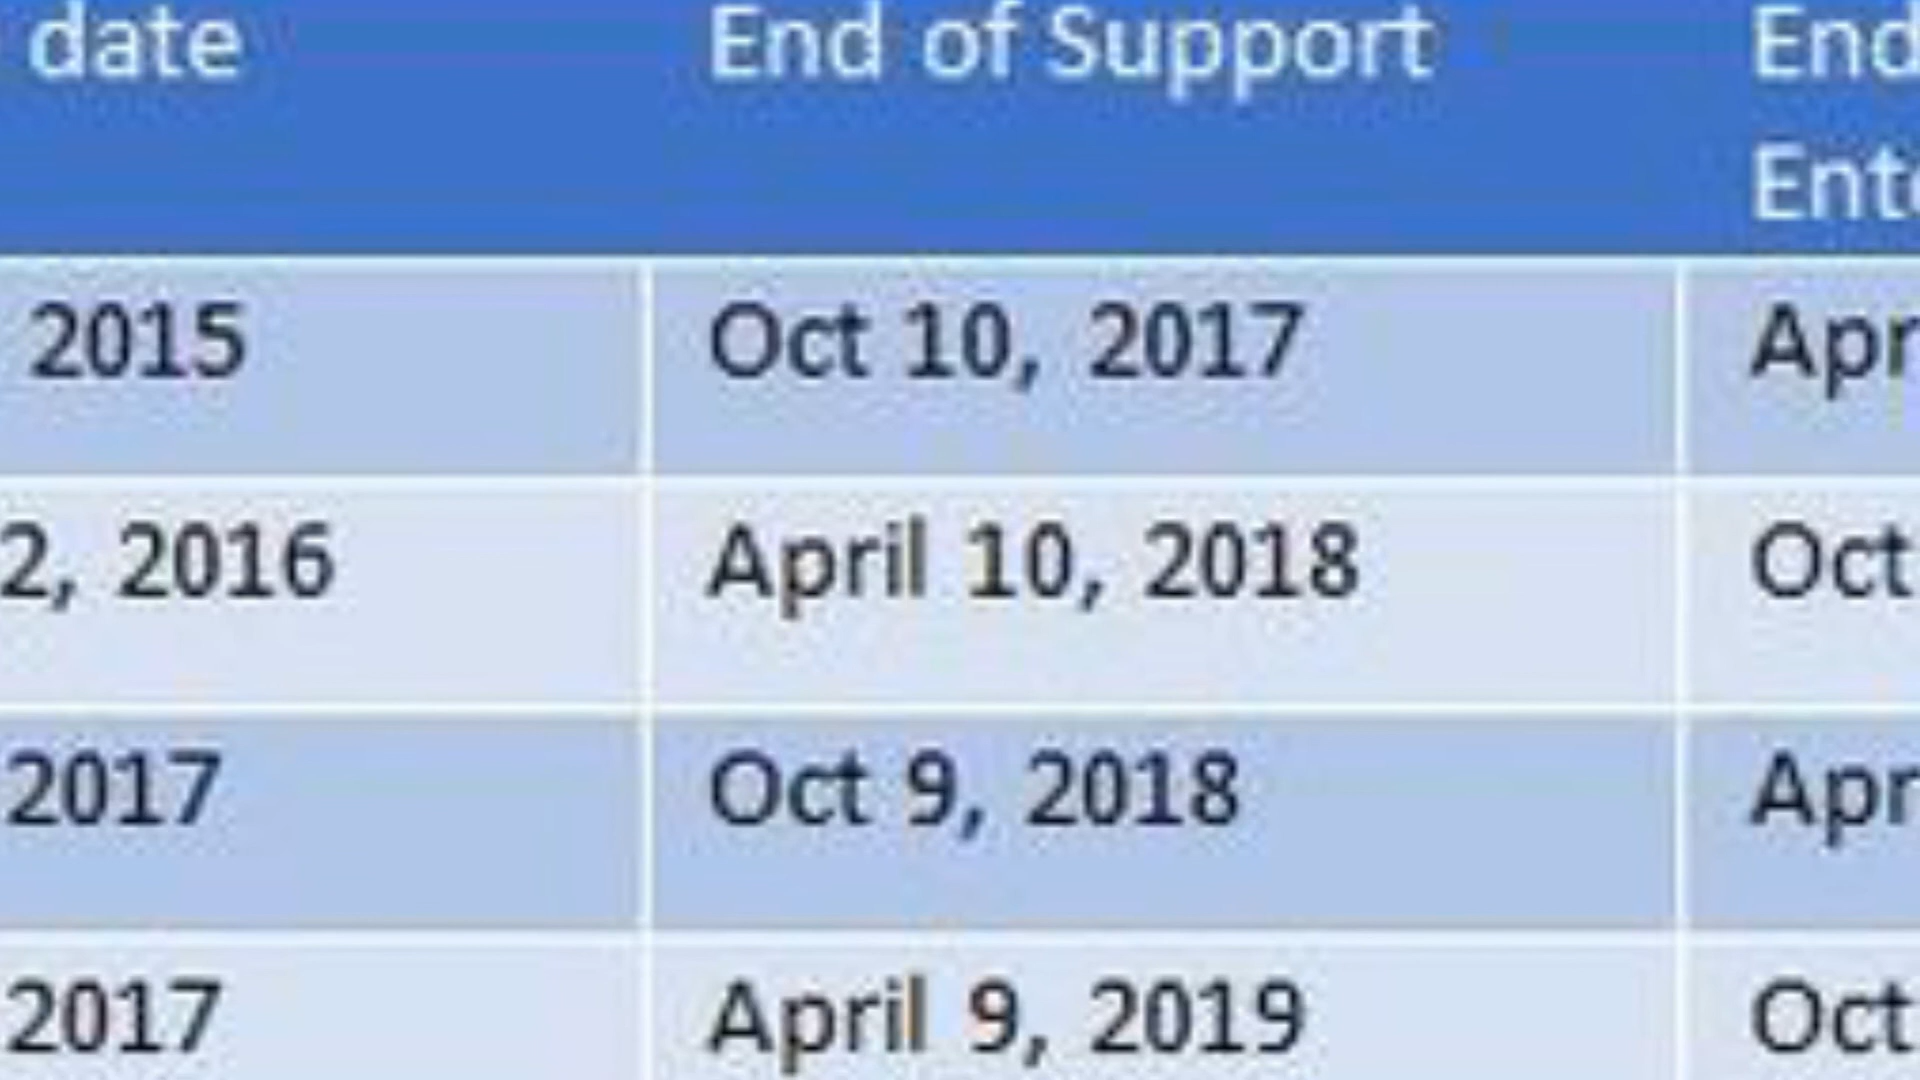 date End of Support End
Ente
2015 Oct 10, 2017 Apr
2, 2016 April 10, 2018 Oct
2017 Oct 9, 2018 Apr
2017 April 9, 2019 Oct